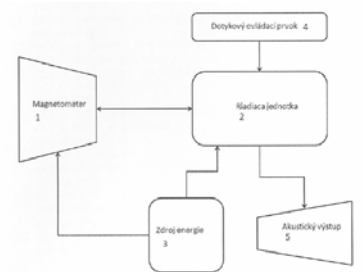 Dotykový ovládací prvok 4
Magnetometer
1
Riadiaca jednotka
2
Zdroj energie
3
Akustický výstup
5